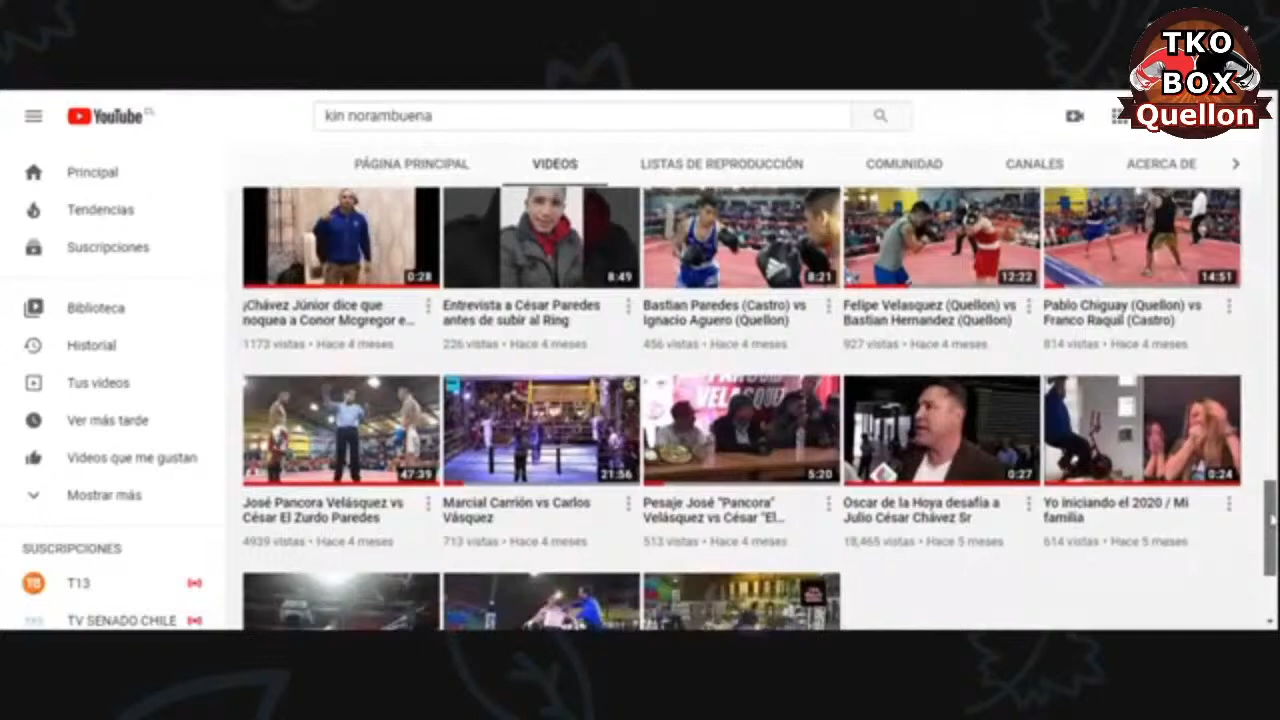 TKO
BOX
Quellon
YouTube CL
kin norambuena
PÁGINA PRINCIPAL
VIDEOS
LISTAS DE REPRODUCCIÓN
COMUNIDAD
CANALES
ACERCA DE
Principal
Tendencias
Suscripciones
Biblioteca
Historial
Tus videos
Ver más tarde
Videos que me gustan
Mostrar más
SUSCRIPCIONES
T13
TV SENADO CHILE
0:28
8:49
8:21
12:22
14:51
¡Chávez Júnior dice que
noquea a Conor Mcgregor e...
1173 vistas • Hace 4 meses
Entrevista a César Paredes
antes de subir al Ring
226 vistas • Hace 4 meses
Bastian Paredes (Castro) vs
Ignacio Aguero (Quellon)
456 vistas • Hace 4 meses
Felipe Velasquez (Quellon) vs
Bastian Hernandez (Quellon)
927 vistas • Hace 4 meses
Pablo Chiguay (Quellon) vs
Franco Raquil (Castro)
814 vistas • Hace 4 meses
47:39
21:56
VELASQUEZ
5:20
0:27
0:24
José Pancora Velásquez vs
César El Zurdo Paredes
4939 vistas • Hace 4 meses
Marcial Carrión vs Carlos
Vásquez
713 vistas • Hace 4 meses
Pesaje José "Pancora"
Velásquez vs César "El...
513 vistas • Hace 4 meses
Oscar de la Hoya desafía a
Julio César Chávez Sr
18,465 vistas • Hace 5 meses
Yo iniciando el 2020 / Mi
familia
614 vistas • Hace 5 meses